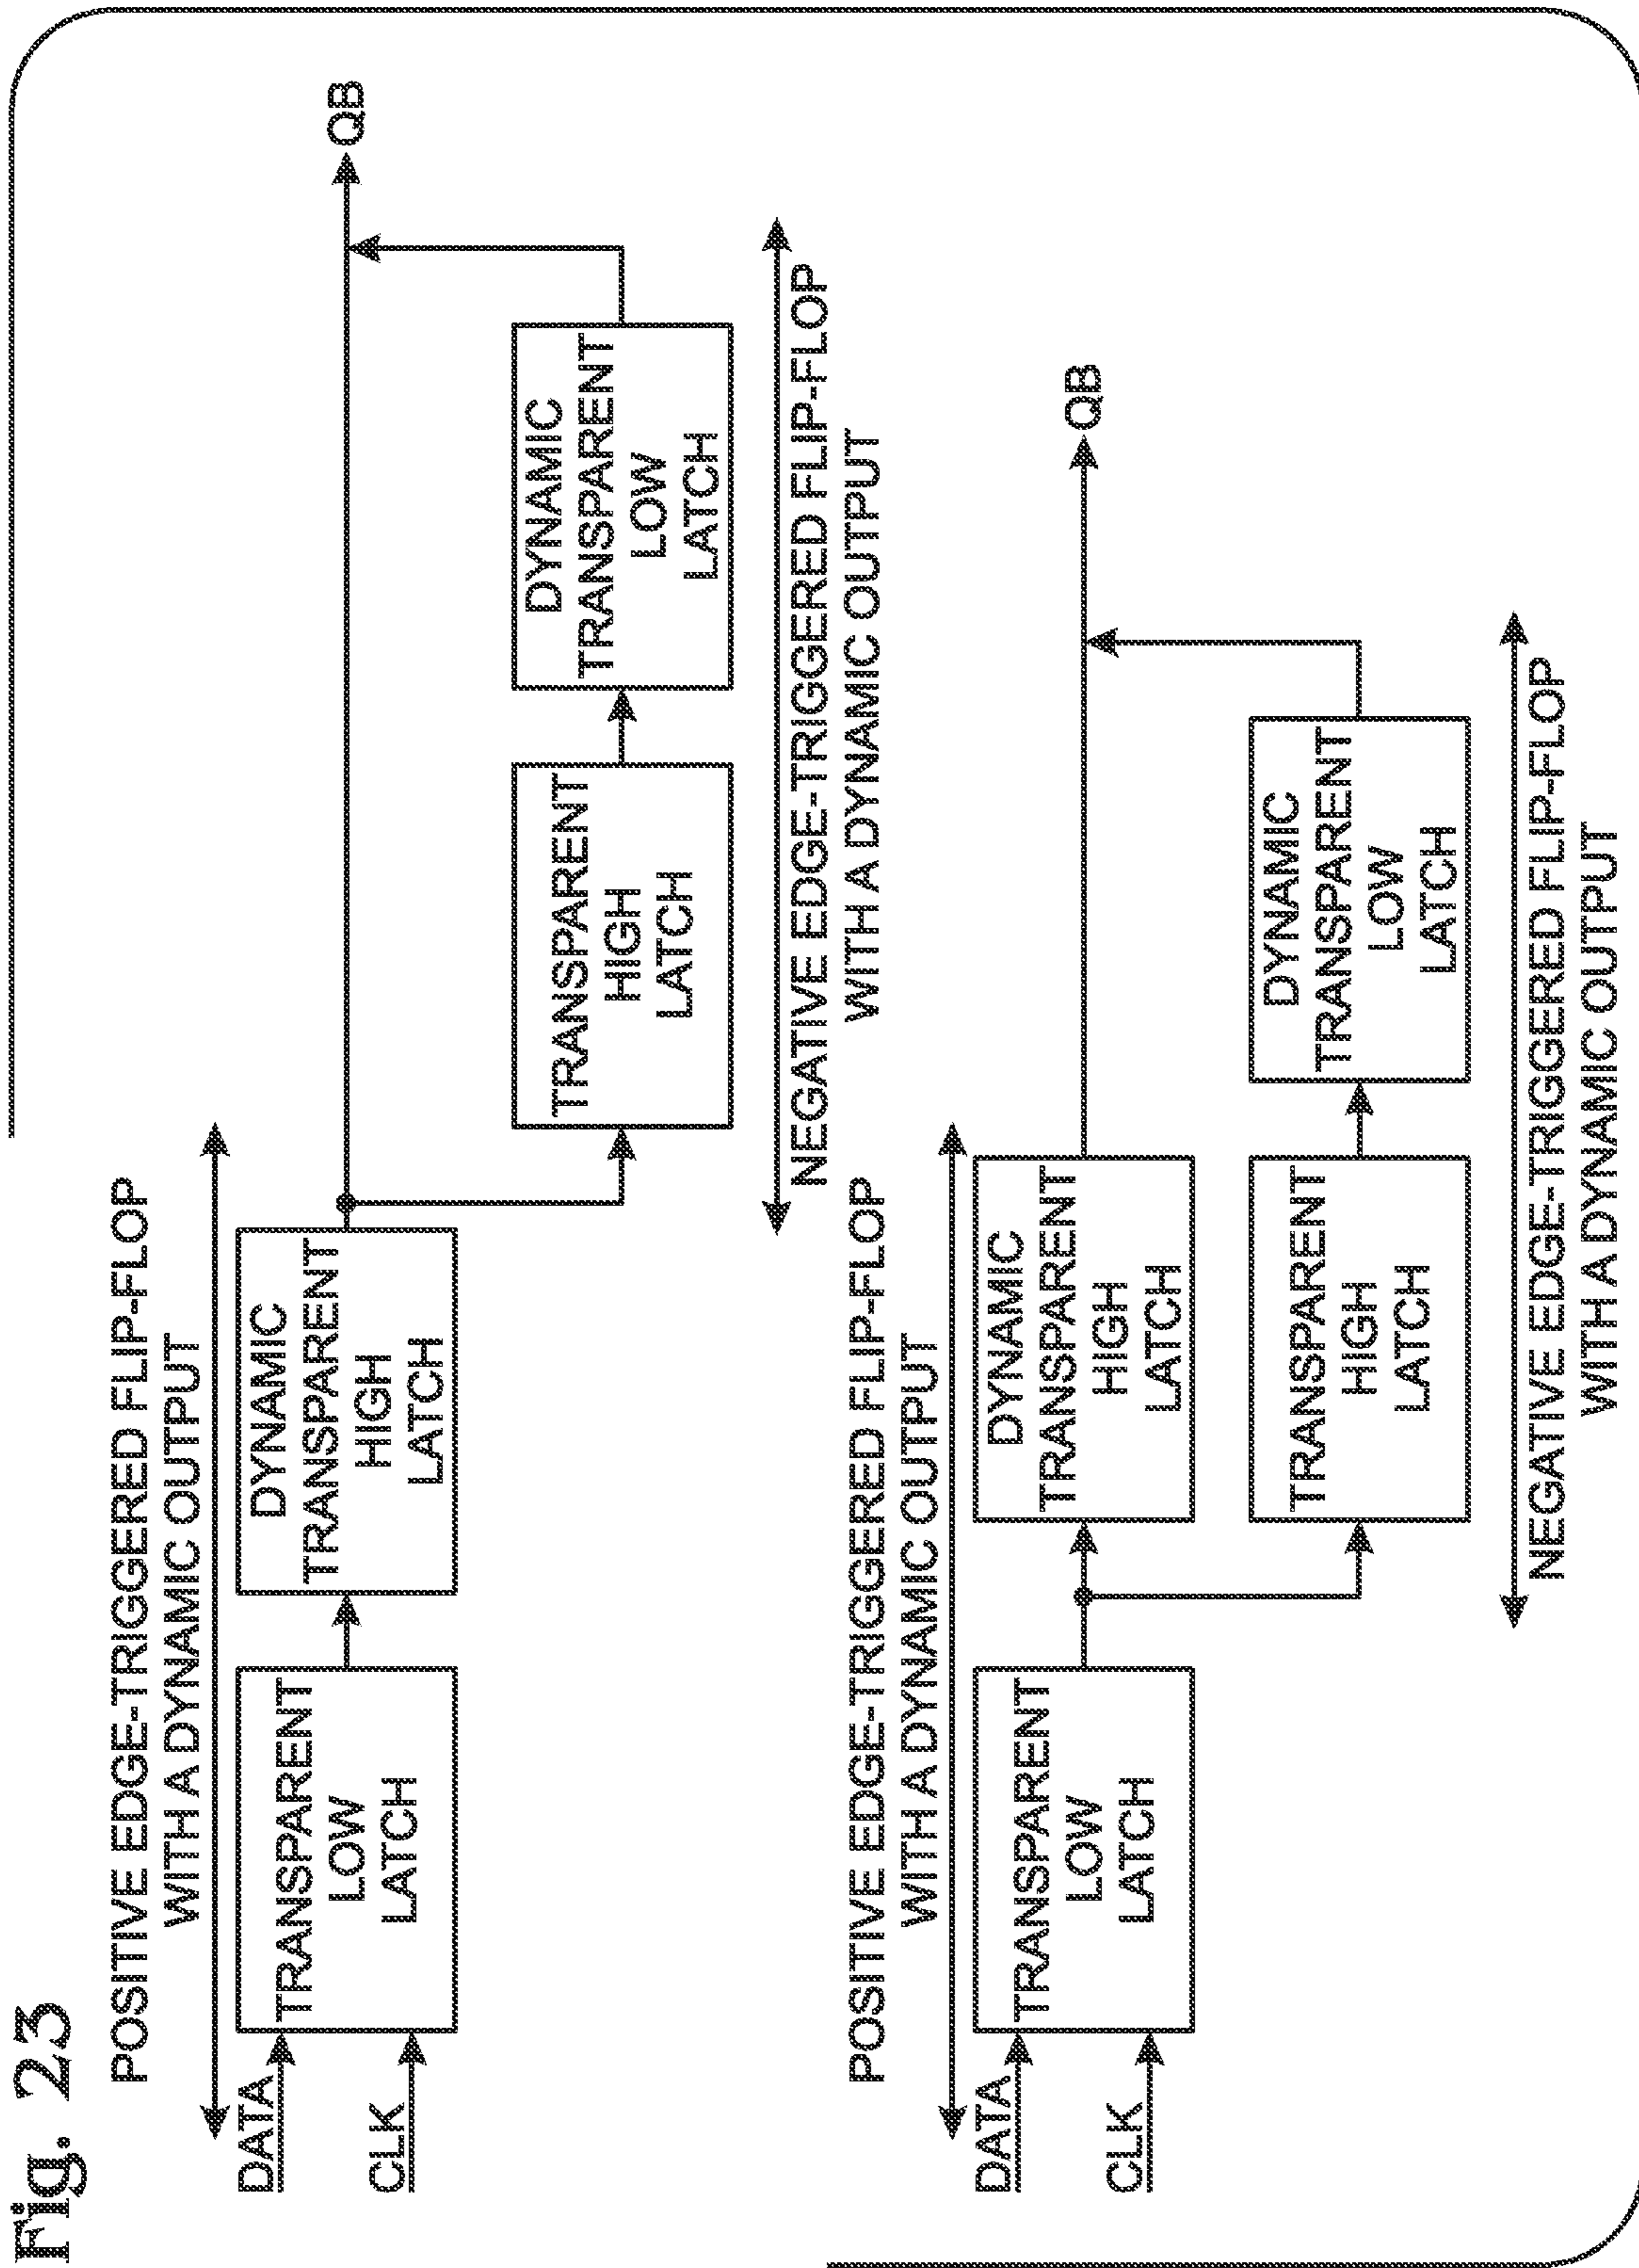 Fig. 23
POSITIVE EDGE-TRIGGERED FLIP-FLOP
WITH A DYNAMIC OUTPUT
DATA
CLK
TRANSPARENT
LOW
LATCH
DYNAMIC
TRANSPARENT
HIGH
LATCH
QB
TRANSPARENT
HIGH
LATCH
DYNAMIC
TRANSPARENT
LOW
LATCH
NEGATIVE EDGE-TRIGGERED FLIP-FLOP
WITH A DYNAMIC OUTPUT
POSITIVE EDGE-TRIGGERED FLIP-FLOP
WITH A DYNAMIC OUTPUT
DATA
CLK
TRANSPARENT
LOW
LATCH
DYNAMIC
TRANSPARENT
HIGH
LATCH
QB
TRANSPARENT
HIGH
LATCH
DYNAMIC
TRANSPARENT
LOW
LATCH
NEGATIVE EDGE-TRIGGERED FLIP-FLOP
WITH A DYNAMIC OUTPUT